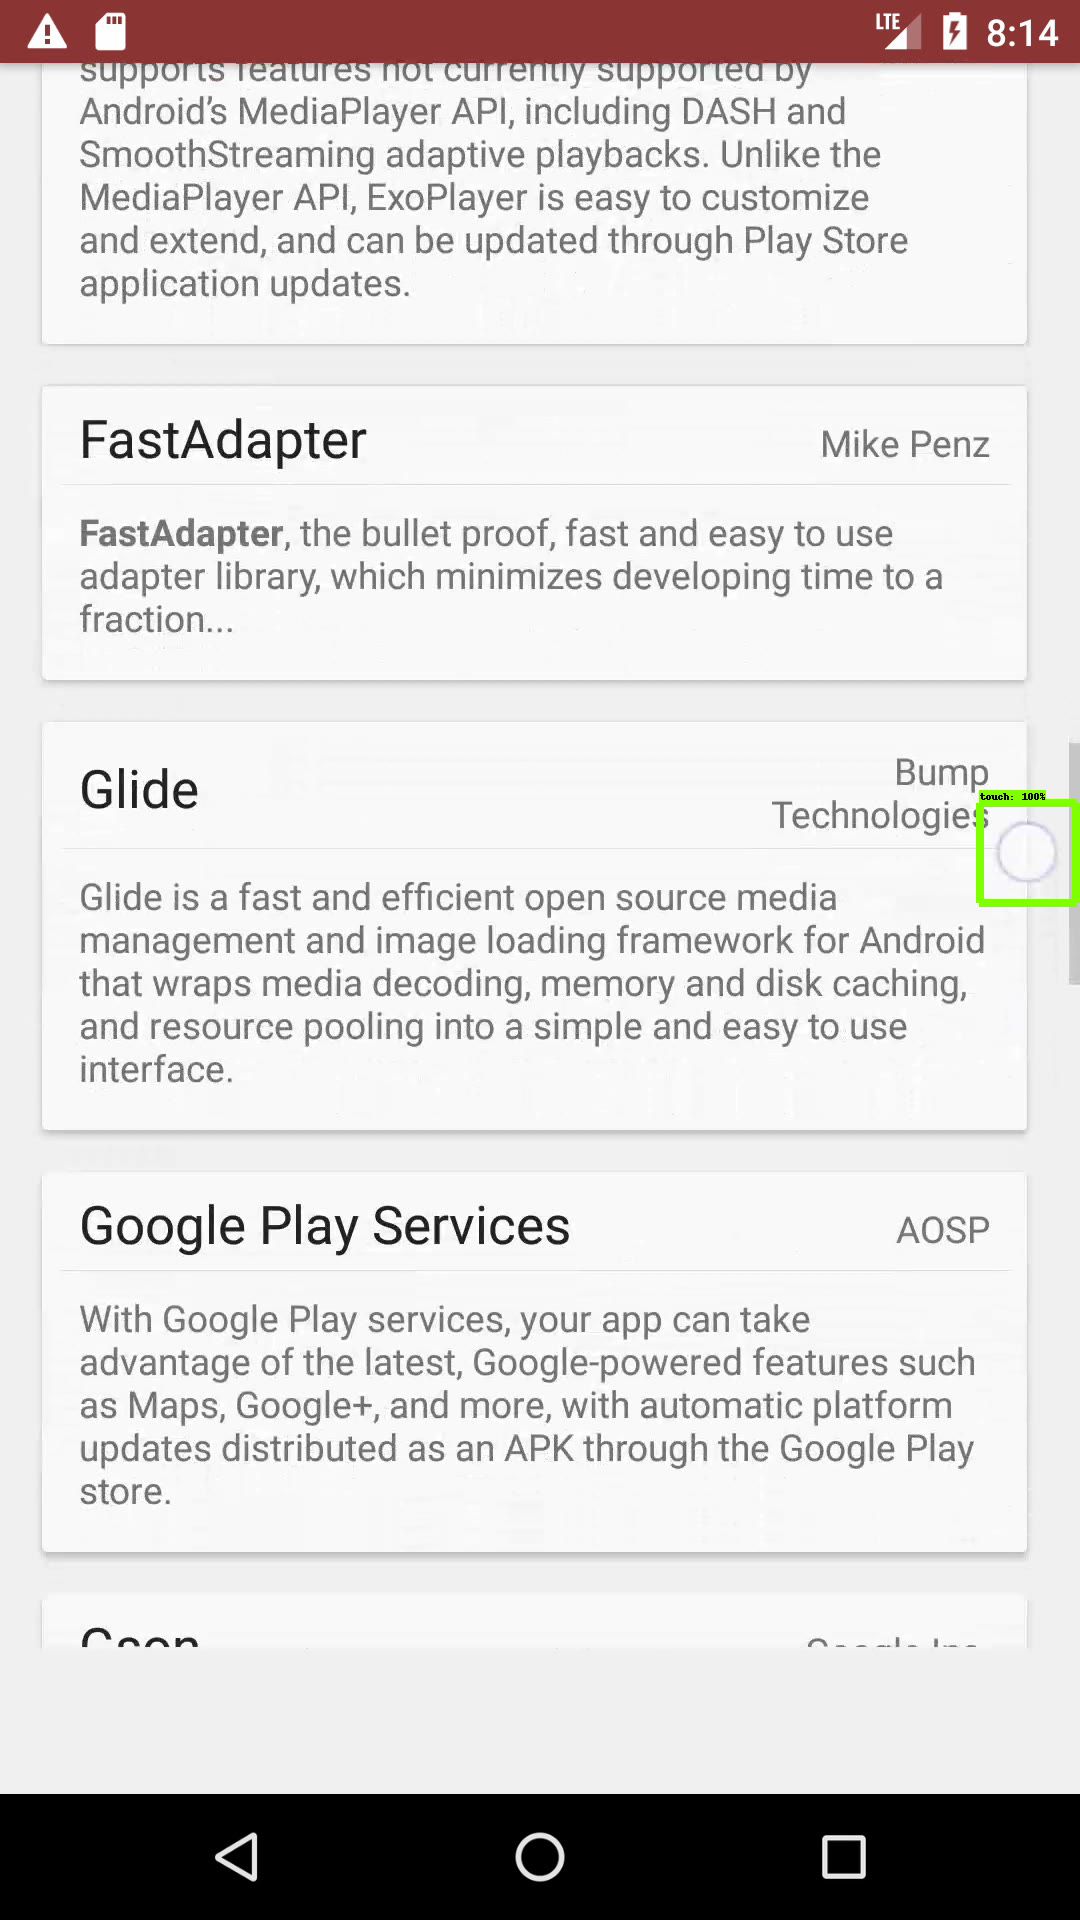 LTE 8:14
supports features not currently supported by
Android's MediaPlayer API, including DASH and
SmoothStreaming adaptive playbacks. Unlike the
MediaPlayer API, ExoPlayer is easy to customize
and extend, and can be updated through Play Store
application updates.
FastAdapter
Mike Penz
FastAdapter, the bullet proof, fast and easy to use
adapter library, which minimizes developing time to a
fraction...
Glide
Bump
Technologies
touch: 100%
Glide is a fast and efficient open source media
management and image loading framework for Android
that wraps media decoding, memory and disk caching,
and resource pooling into a simple and easy to use
interface.
Google Play Services
AOSP
With Google Play services, your app can take
advantage of the latest, Google-powered features such
as Maps, Google+, and more, with automatic platform
updates distributed as an APK through the Google Play
store.
Gson
Google Inc